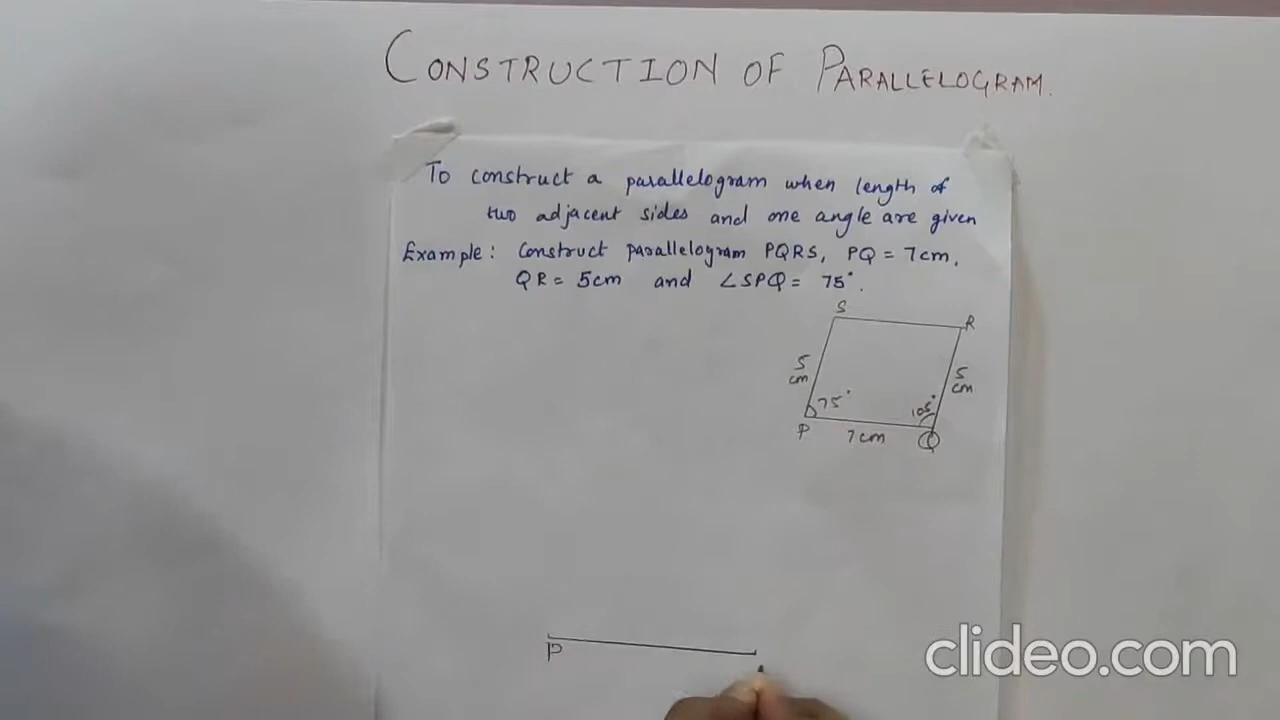 CONSTRUCTION OF PARALLELOGRAM.
To construct a parallelogram when length of
two adjacent sides and one angle are given
Example: Construct parallelogram PQRS, PQ = 7cm,
QR = 5cm and ∠SPQ = 75°.
S
R
5
cm
5
cm
75°
105°
P
7cm
Q
P
clideo.com